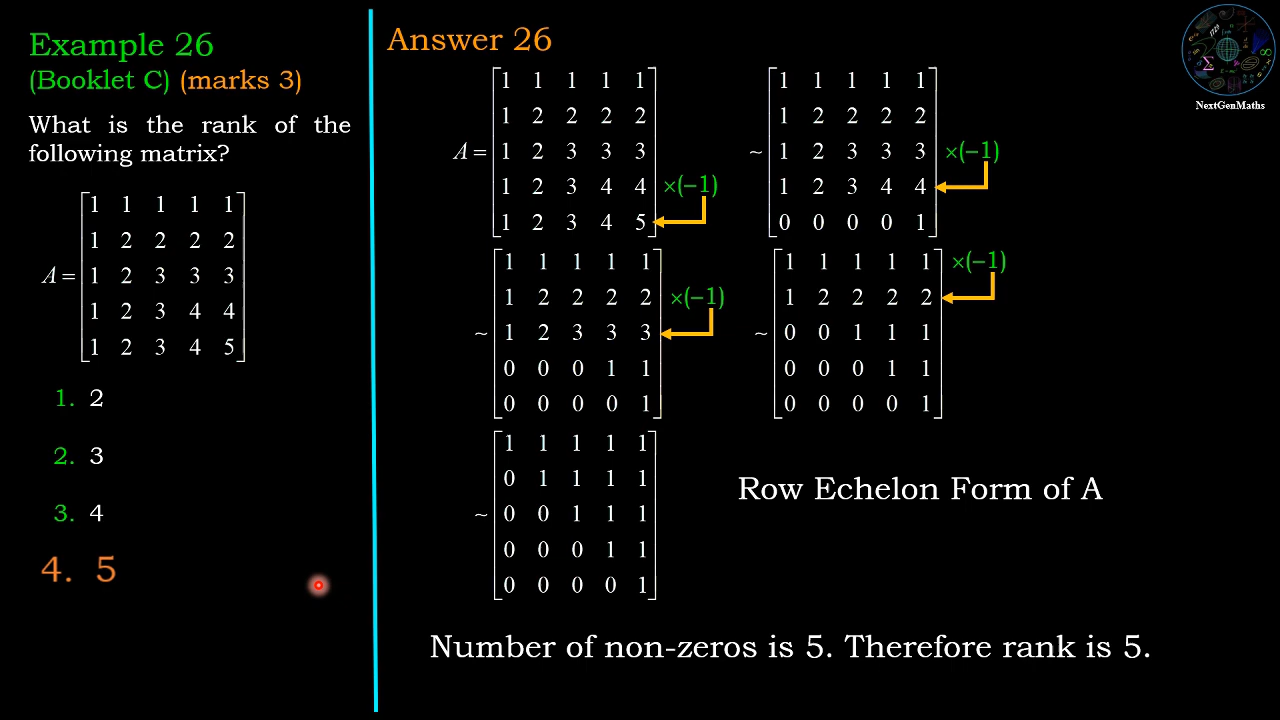 Example 26
(Booklet C) (marks 3)
What is the rank of the
following matrix?
1 1 1 1 1
1 2 2 2 2
A = 1 2 3 3 3
1 2 3 4 4
1 2 3 4 5
1. 2
2. 3
3. 4
4. 5
Answer 26
1 1 1 1 1
1 2 2 2 2
A = 1 2 3 3 3
1 2 3 4 4 ×(−1)
1 2 3 4 5
1 1 1 1 1
1 2 2 2 2
~ 1 2 3 3 3 ×(−1)
1 2 3 4 4
0 0 0 0 1
1 1 1 1 1
1 2 2 2 2 ×(−1)
~ 1 2 3 3 3
0 0 0 1 1
0 0 0 0 1
1 1 1 1 1 ×(−1)
1 2 2 2 2
~ 0 0 1 1 1
0 0 0 1 1
0 0 0 0 1
1 1 1 1 1
0 1 1 1 1
~ 0 0 1 1 1
0 0 0 1 1
0 0 0 0 1
Row Echelon Form of A
Number of non-zeros is 5. Therefore rank is 5.
NextGenMaths